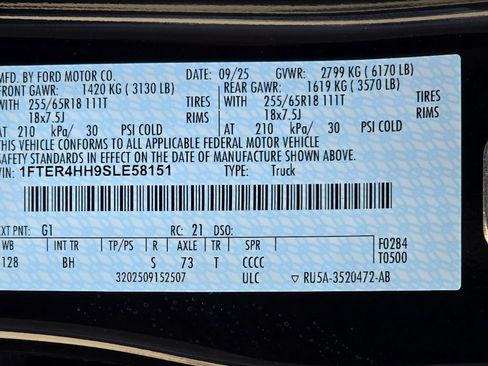 MFD. BY FORD MOTOR CO. DATE: 09/25 GVWR: 2799 KG ( 6170 LB)
FRONT GAWR: 1420 KG ( 3130 LB) REAR GAWR: 1619 KG ( 3570 LB)
WITH 255/65R18 111T TIRES WITH 255/65R18 111T TIRES
18x7.5J 18x7.5J
AT 210 kPa/ 30 PSI COLD AT 210 kPa/ 30 PSI COLD
THIS VEHICLE CONFORMS TO ALL APPLICABLE FEDERAL MOTOR VEHICLE
SAFETY STANDARDS IN EFFECT ON THE DATE OF MANUFACTURE SHOWN ABOVE.
VIN: 1FTER4HH9SLE58151 TYPE: Truck
EXT PNT: G1 RC: 21 DSO:
WB INT TR TP/PS S AXLE TR SPR F0284
128 BH S 73 T CCCC T0500
3202509152507 ULC ▼ RU5A-3520472-AB